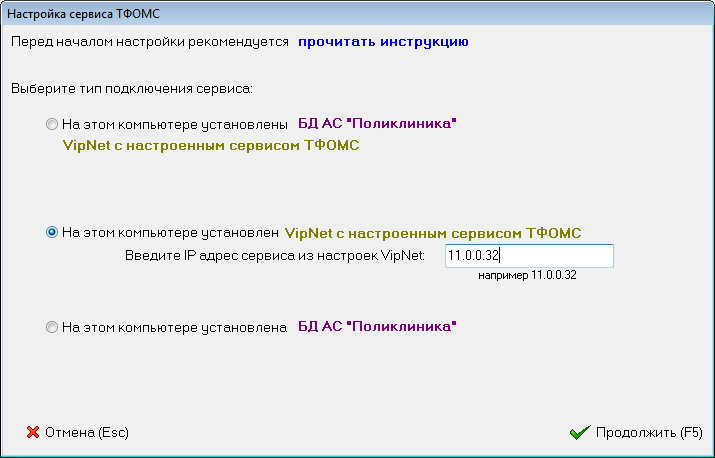 Настройка сервиса ТФОМС
Перед началом настройки рекомендуется прочитать инструкцию
Выберите тип подключения сервиса:
На этом компьютере установлены БД АС "Поликлиника"
VipNet с настроенным сервисом ТФОМС
На этом компьютере установлен VipNet с настроенным сервисом ТФОМС
Введите IP адрес сервиса из настроек VipNet: 11.0.0.32
например 11.0.0.32
На этом компьютере установлена БД АС "Поликлиника"
Отмена (Esc) Продолжить (F5)